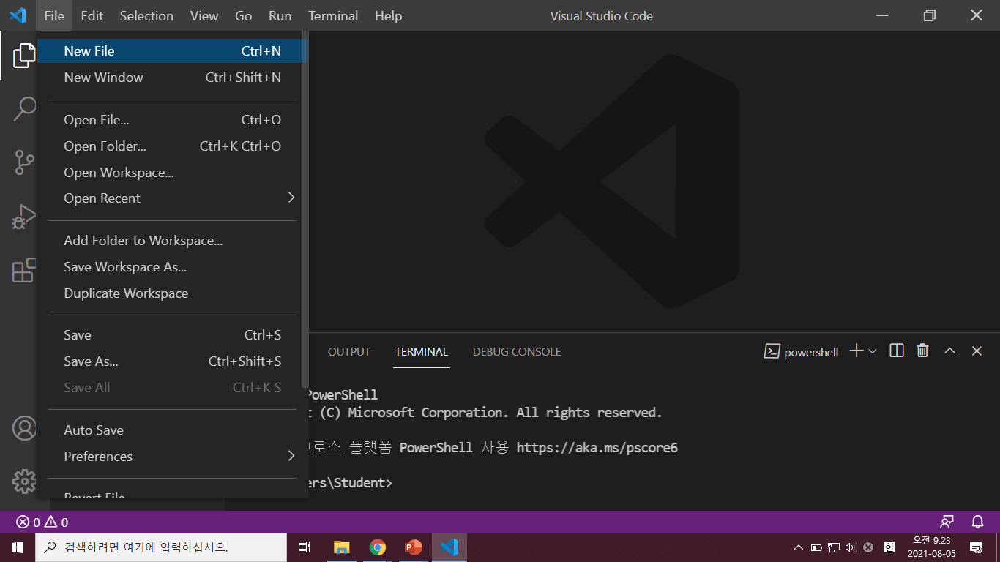 File Edit Selection View Go Run Terminal Help Visual Studio Code
New File Ctrl+N
New Window Ctrl+Shift+N
Open File... Ctrl+O
Open Folder... Ctrl+K Ctrl+O
Open Workspace...
Open Recent
Add Folder to Workspace...
Save Workspace As...
Duplicate Workspace
Save Ctrl+S
Save As... Ctrl+Shift+S
Save All Ctrl+K S
Auto Save
Preferences
Revert File
OUTPUT TERMINAL DEBUG CONSOLE powershell
PowerShell
(C) Microsoft Corporation. All rights reserved.
플랫폼 PowerShell 사용 https://aka.ms/pscore6
ers\Student>
0 0
검색하려면 여기에 입력하십시오.
한
오전 9:23
2021-08-05